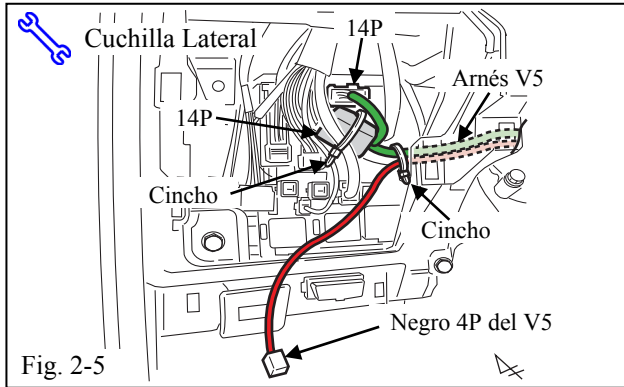 Cuchilla Lateral
14P
Arnés V5
14P
Cincho
Cincho
Negro 4P del V5
Fig. 2-5